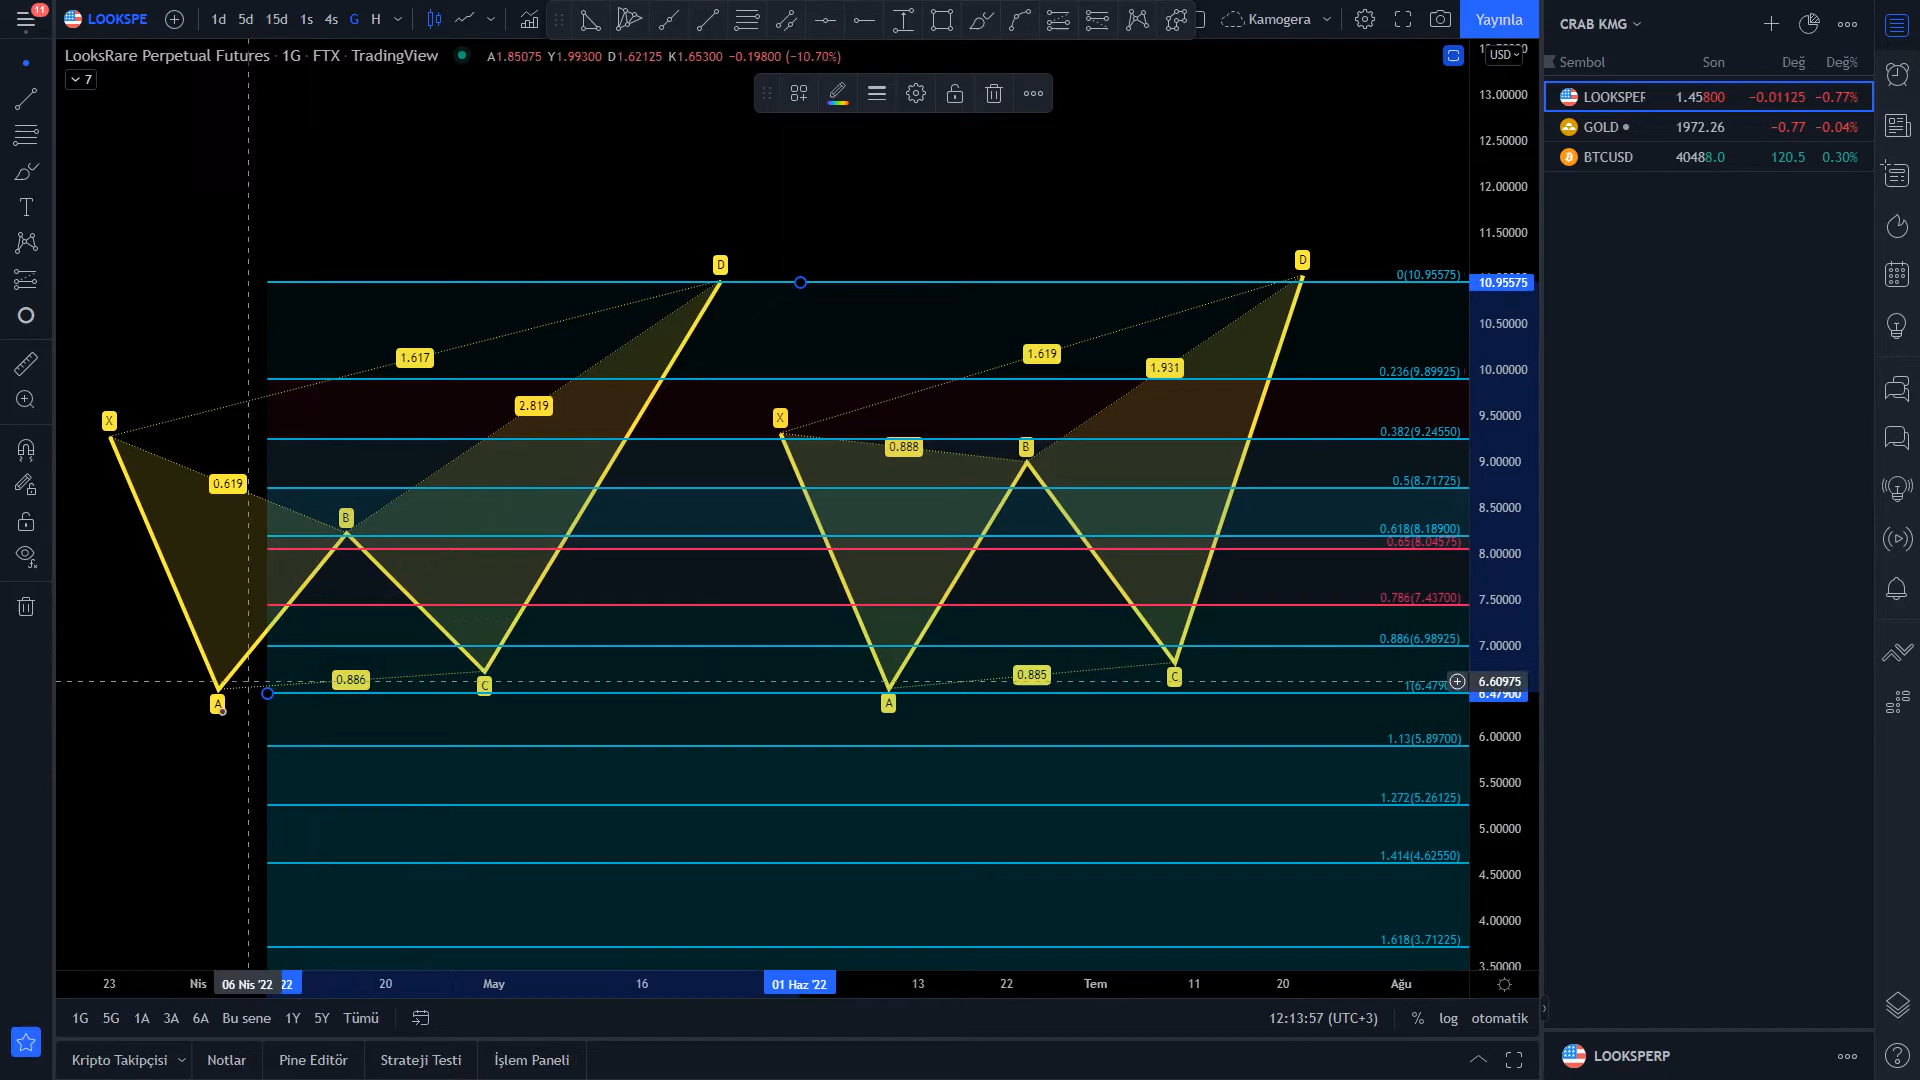 11
LOOKSPE 1d 5d 15d 1s 4s G H Kamogera Yayınla
LooksRare Perpetual Futures · 1G · FTX · TradingView A1.85075 Y1.99300 D1.62125 K1.65300 −0.19800 (−10.70%)
7
USD
13.00000
12.50000
12.00000
11.50000
10.95575
10.50000
10.00000
9.50000
9.00000
8.50000
8.00000
7.50000
7.00000
6.60975
6.47900
6.00000
5.50000
5.00000
4.50000
4.00000
3.50000
0(10.95575)
0.236(9.89925)
0.382(9.24550)
0.5(8.71725)
0.618(8.18900)
0.65(8.04575)
0.786(7.43700)
0.886(6.98925)
1.13(5.89700)
1.272(5.26125)
1.414(4.62550)
1.618(3.71225)
X
A
B
C
D
1.617
2.819
0.619
0.886
X
A
B
C
D
1.619
1.931
0.888
0.885
23 Nis 06 Nis '22 22 20 May 16 01 Haz '22 13 22 Tem 11 20 Ağu
1G 5G 1A 3A 6A Bu sene 1Y 5Y Tümü 12:13:57 (UTC+3) % log otomatik
Kripto Takipçisi Notlar Pine Editör Strateji Testi İşlem Paneli
CRAB KMG
Sembol Son Değ Değ%
LOOKSPER 1.45800 −0.01125 −0.77%
GOLD 1972.26 −0.77 −0.04%
BTCUSD 40488.0 120.5 0.30%
LOOKSPERP